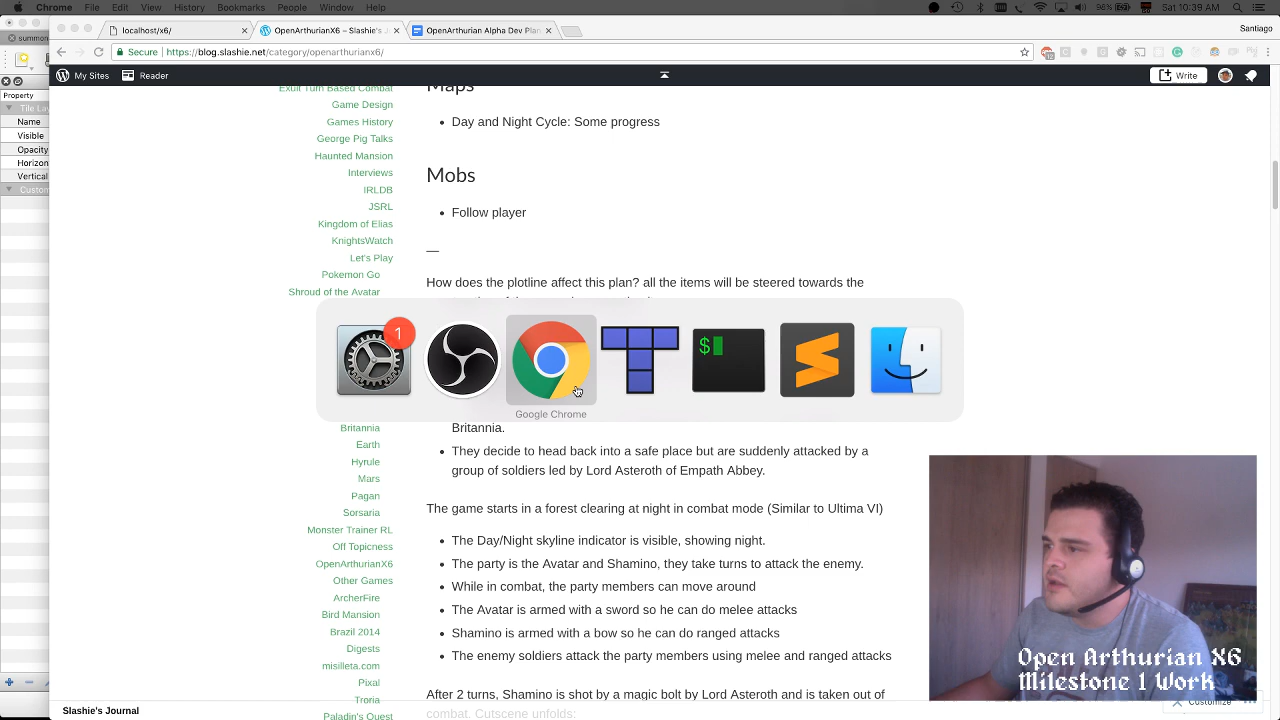 Chrome File Edit View History Bookmarks People Window Help
localhost/x6/
OpenArthurianX6 – Slashie's J
OpenArthurian Alpha Dev Plan
Santiago
Secure https://blog.slashie.net/category/openarthurianx6/
My Sites Reader Write
summon
Property
Tile Lay
Name
Visible
Opacity
Horizon
Vertical
Custom
Exult Turn Based Combat
Game Design
Games History
George Pig Talks
Haunted Mansion
Interviews
IRLDB
JSRL
Kingdom of Elias
KnightsWatch
Let's Play
Pokemon Go
Shroud of the Avatar
Britannia
Earth
Hyrule
Mars
Pagan
Sorsaria
Monster Trainer RL
Off Topicness
OpenArthurianX6
Other Games
ArcherFire
Bird Mansion
Brazil 2014
Digests
misilleta.com
Pixal
Troria
Paladin's Quest
Maps
Day and Night Cycle: Some progress
Mobs
Follow player
—
How does the plotline affect this plan? all the items will be steered towards the
1
$
Google Chrome
Britannia.
They decide to head back into a safe place but are suddenly attacked by a
group of soldiers led by Lord Asteroth of Empath Abbey.
The game starts in a forest clearing at night in combat mode (Similar to Ultima VI)
The Day/Night skyline indicator is visible, showing night.
The party is the Avatar and Shamino, they take turns to attack the enemy.
While in combat, the party members can move around
The Avatar is armed with a sword so he can do melee attacks
Shamino is armed with a bow so he can do ranged attacks
The enemy soldiers attack the party members using melee and ranged attacks
After 2 turns, Shamino is shot by a magic bolt by Lord Asteroth and is taken out of
combat. Cutscene unfolds:
Open Arthurian X6
Milestone 1 Work
Customize
Slashie's Journal